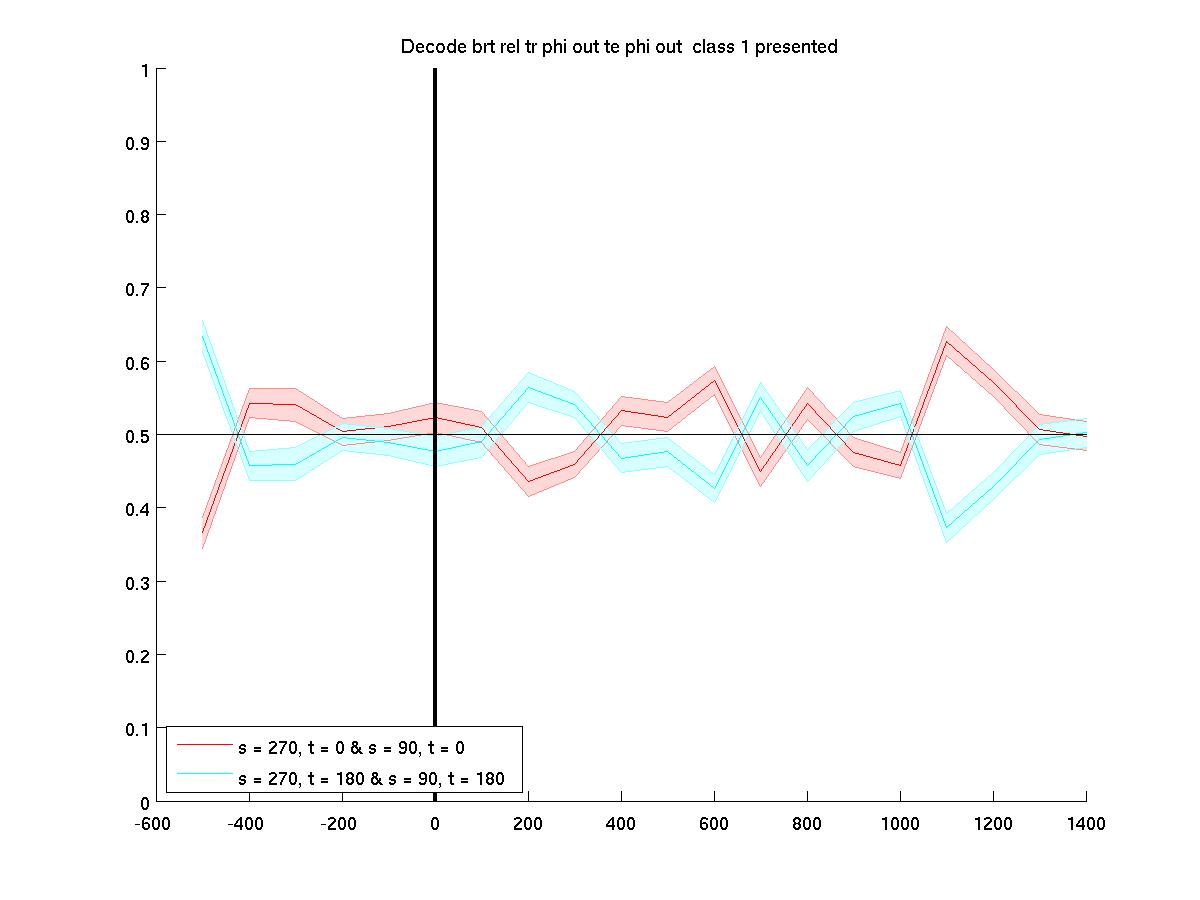 Decode brt rel tr phi out te phi out  class 1 presented
1
0.9
0.8
0.7
0.6
0.5
0.4
0.3
0.2
0.1
0
s = 270, t = 0 & s = 90, t = 0
s = 270, t = 180 & s = 90, t = 180
-600 -400 -200 0 200 400 600 800 1000 1200 1400